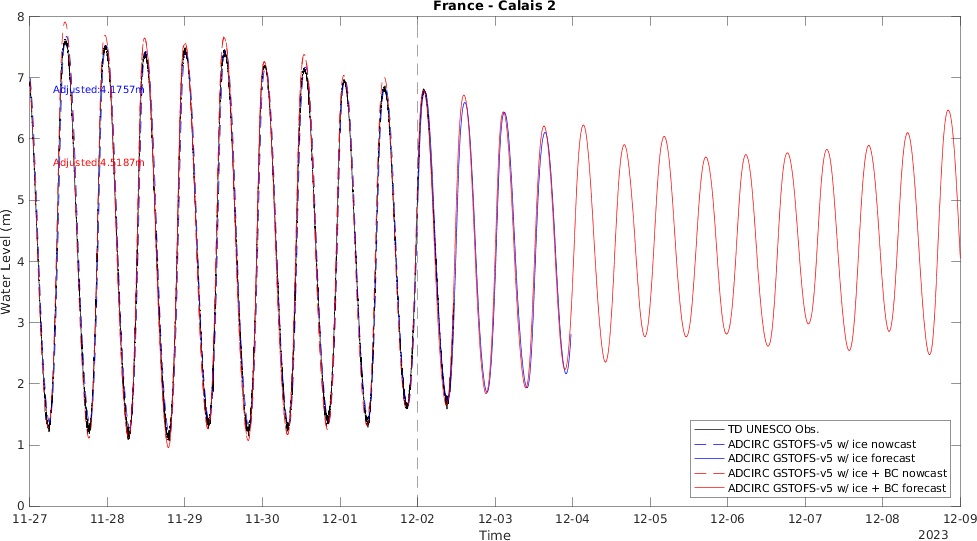 France - Calais 2
8
7
6
5
4
3
2
1
0
Water Level (m)
Adjusted:4.1757m
Adjusted:4.5187m
TD UNESCO Obs.
ADCIRC GSTOFS-v5 w/ ice nowcast
ADCIRC GSTOFS-v5 w/ ice forecast
ADCIRC GSTOFS-v5 w/ ice + BC nowcast
ADCIRC GSTOFS-v5 w/ ice + BC forecast
11-27 11-28 11-29 11-30 12-01 12-02 12-03 12-04 12-05 12-06 12-07 12-08 12-09
Time
2023